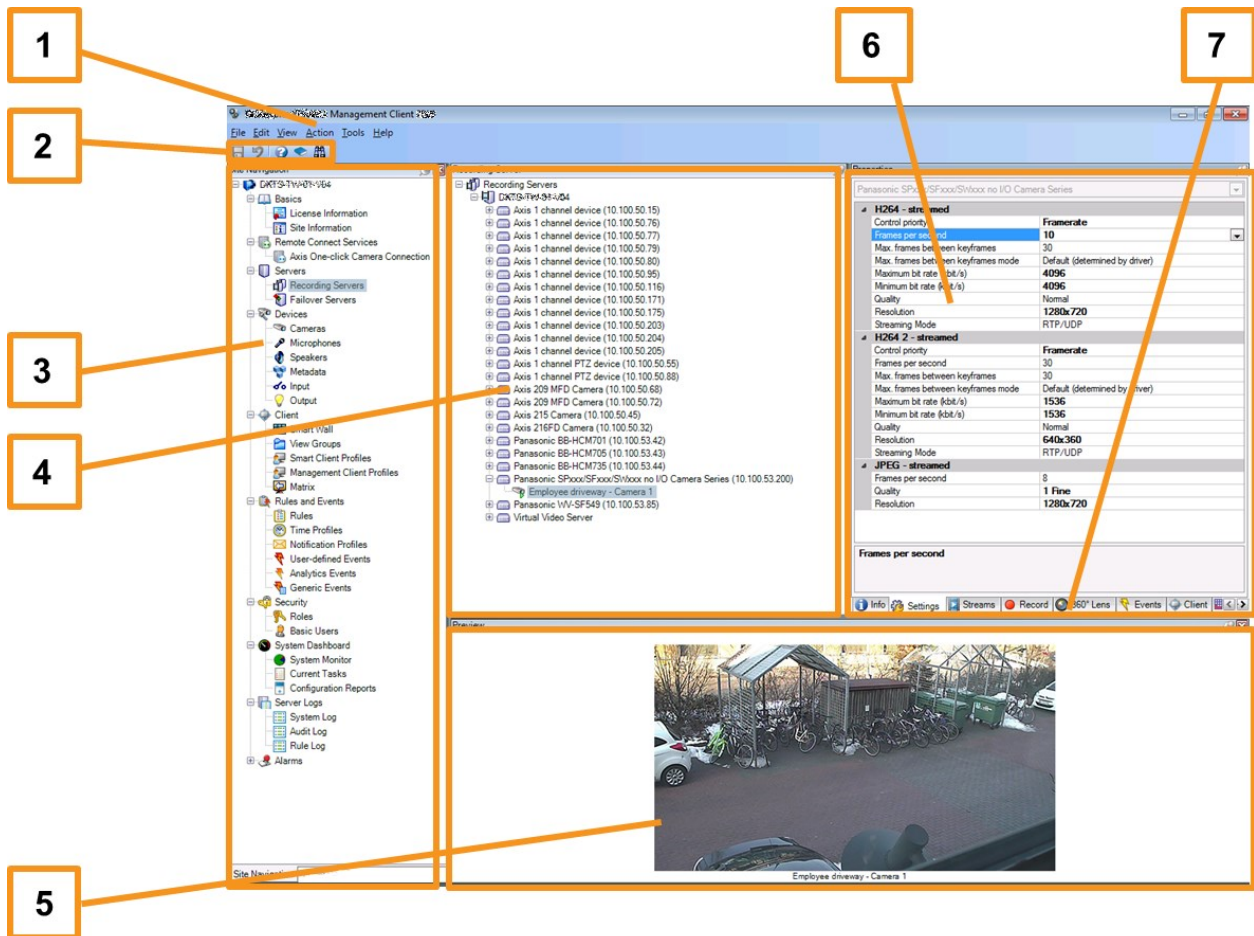 1
6
7
2
3
4
5
Management Client
File Edit View Action Tools Help
Site Navigation
Basics
License Information
Site Information
Remote Connect Services
Axis One-click Camera Connection
Servers
Recording Servers
Failover Servers
Devices
Cameras
Microphones
Speakers
Metadata
Input
Output
Client
Smart Wall
View Groups
Smart Client Profiles
Management Client Profiles
Matrix
Rules and Events
Rules
Time Profiles
Notification Profiles
User-defined Events
Analytics Events
Generic Events
Security
Roles
Basic Users
System Dashboard
System Monitor
Current Tasks
Configuration Reports
Server Logs
System Log
Audit Log
Rule Log
Alarms
Site Navigation
Recording Server
Recording Servers
Axis 1 channel device (10.100.50.15)
Axis 1 channel device (10.100.50.76)
Axis 1 channel device (10.100.50.77)
Axis 1 channel device (10.100.50.79)
Axis 1 channel device (10.100.50.80)
Axis 1 channel device (10.100.50.95)
Axis 1 channel device (10.100.50.116)
Axis 1 channel device (10.100.50.171)
Axis 1 channel device (10.100.50.175)
Axis 1 channel device (10.100.50.203)
Axis 1 channel device (10.100.50.204)
Axis 1 channel device (10.100.50.205)
Axis 1 channel PTZ device (10.100.50.55)
Axis 1 channel PTZ device (10.100.50.88)
Axis 209 MFD Camera (10.100.50.68)
Axis 209 MFD Camera (10.100.50.72)
Axis 215 Camera (10.100.50.45)
Axis 216FD Camera (10.100.50.32)
Panasonic BB-HCM701 (10.100.53.42)
Panasonic BB-HCM705 (10.100.53.43)
Panasonic BB-HCM735 (10.100.53.44)
Panasonic SPxxx/SFxxx/SWxxx no I/O Camera Series (10.100.53.200)
Employee driveway - Camera 1
Panasonic WV-SF549 (10.100.53.85)
Virtual Video Server
Properties
Panasonic SPxxx/SFxxx/SWxxx no I/O Camera Series
H264 - streamed
Control priority Framerate
Frames per second 10
Max. frames between keyframes 30
Max. frames between keyframes mode Default (determined by driver)
Maximum bit rate (kbit/s) 4096
Minimum bit rate (kbit/s) 4096
Quality Normal
Resolution 1280x720
Streaming Mode RTP/UDP
H264 2 - streamed
Control priority Framerate
Frames per second 30
Max. frames between keyframes 30
Max. frames between keyframes mode Default (determined by driver)
Maximum bit rate (kbit/s) 1536
Minimum bit rate (kbit/s) 1536
Quality Normal
Resolution 640x360
Streaming Mode RTP/UDP
JPEG - streamed
Frames per second 8
Quality 1 Fine
Resolution 1280x720
Frames per second
Info Settings Streams Record 360° Lens Events Client
Preview
Employee driveway - Camera 1